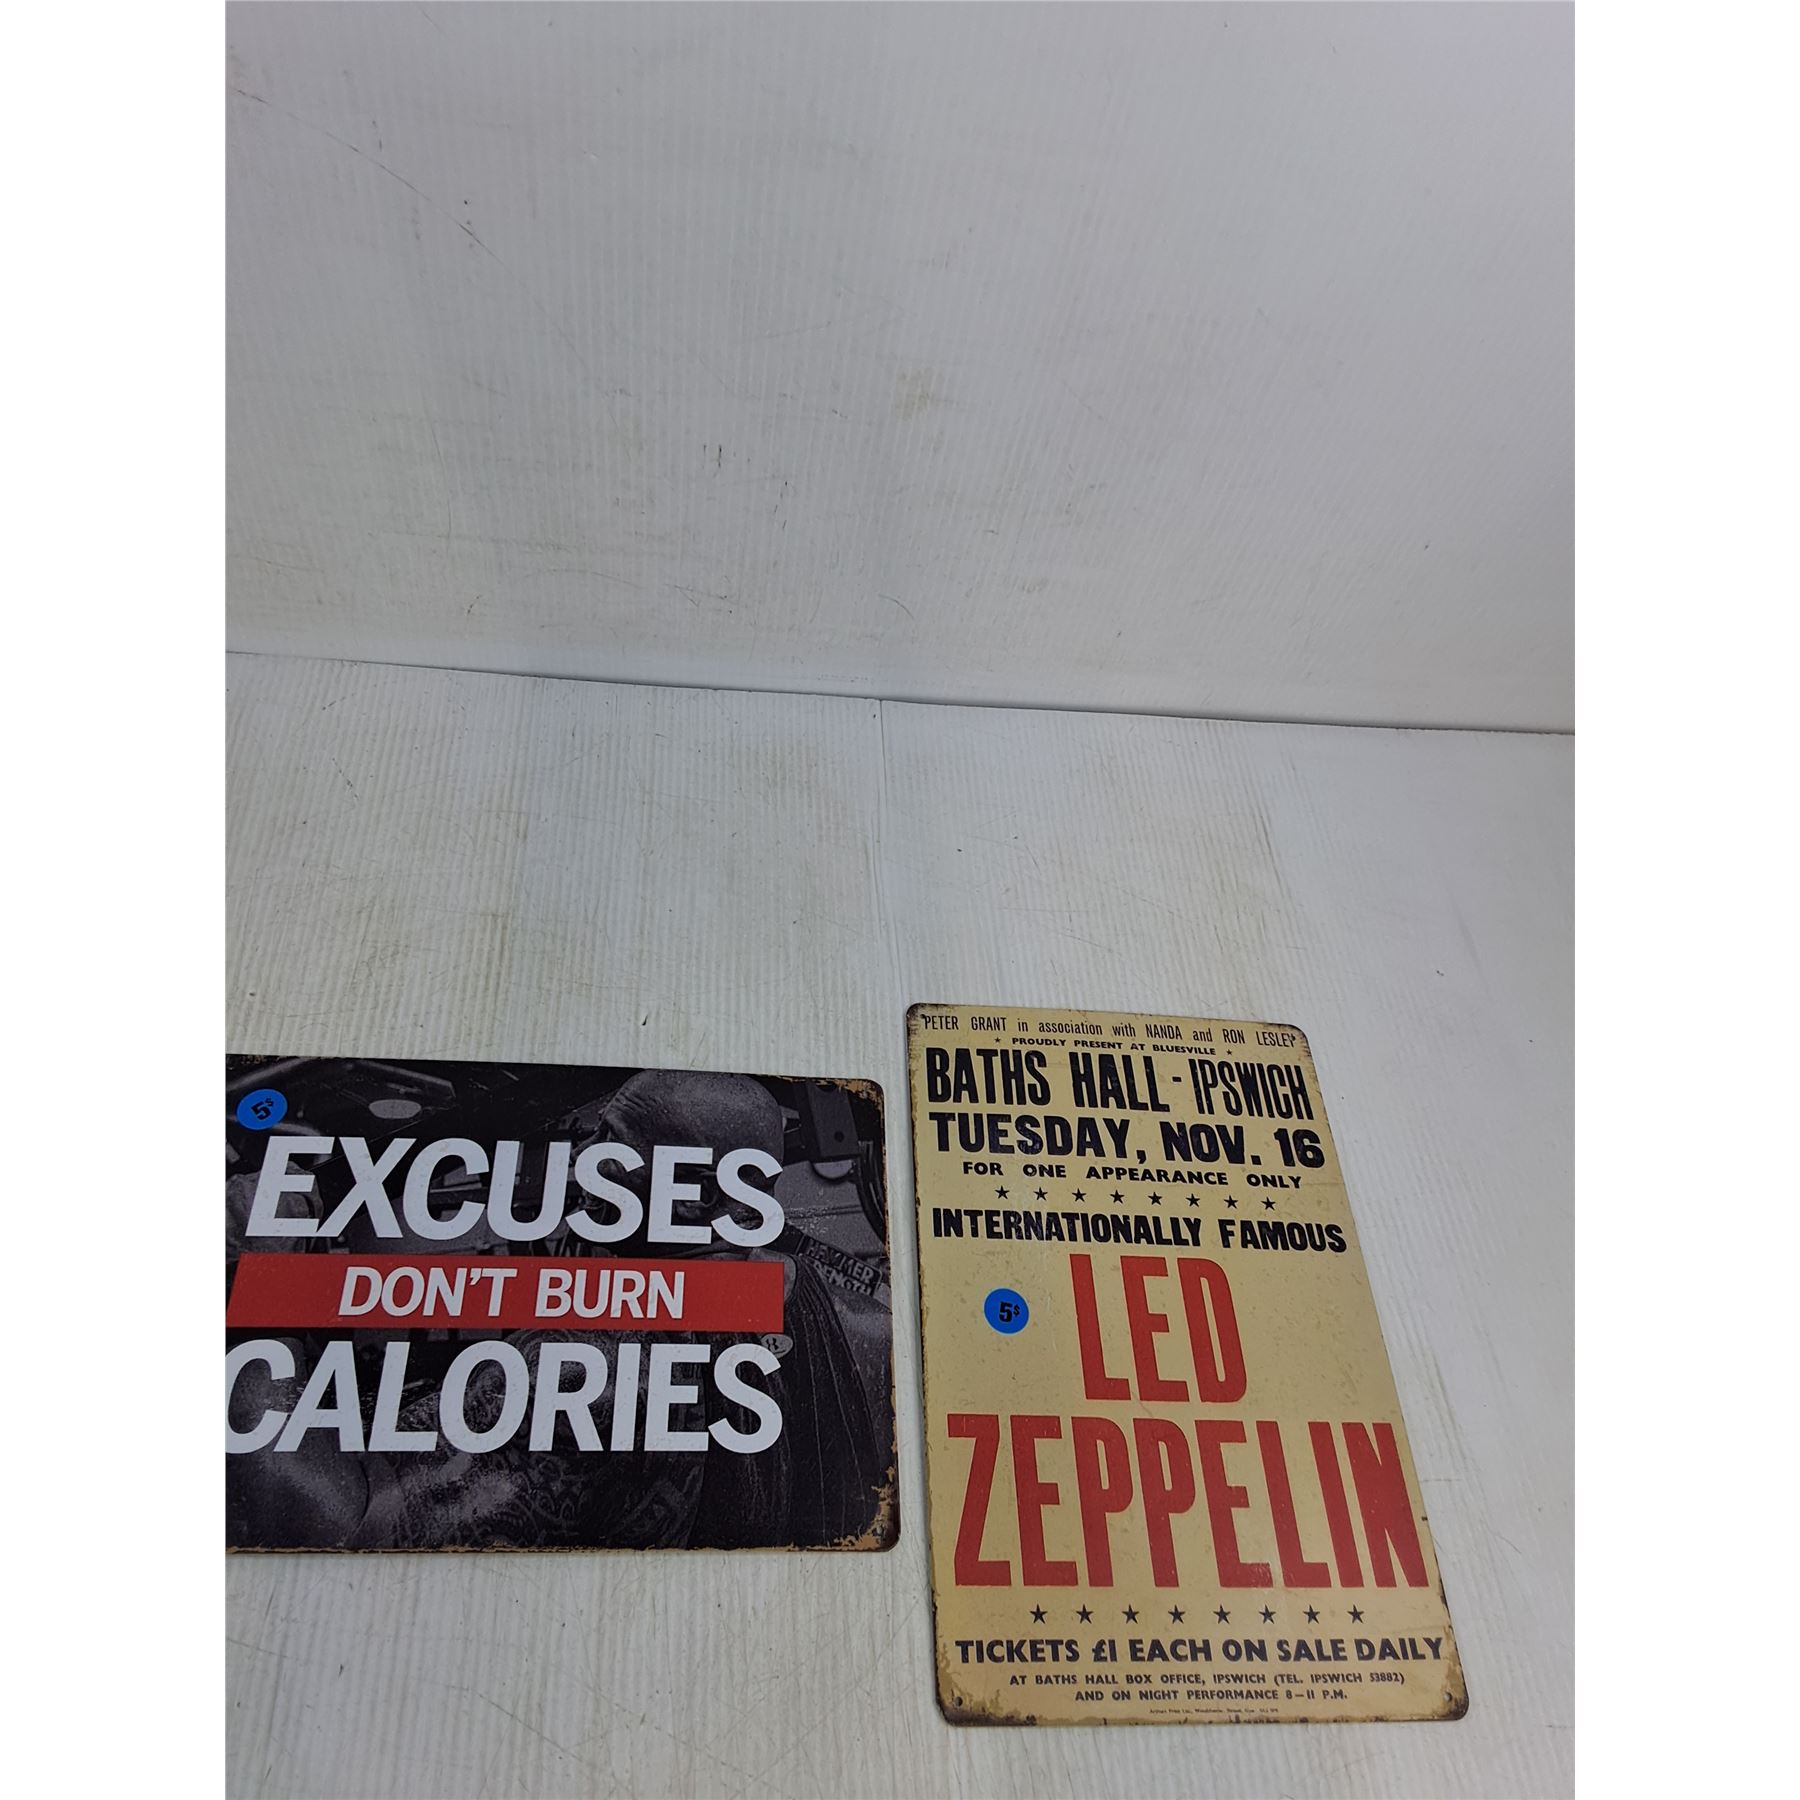 5$
EXCUSES
DON'T BURN
CALORIES
HAMMER
STRENGTH
PETER GRANT in association with NANDA and RON LESLEY
★ PROUDLY PRESENT AT BLUESVILLE ★
BATHS HALL - IPSWICH
TUESDAY, NOV. 16
FOR ONE APPEARANCE ONLY
★ ★ ★ ★ ★ ★ ★ ★
INTERNATIONALLY FAMOUS
5$
LED
ZEPPELIN
★ ★ ★ ★ ★ ★ ★ ★
TICKETS £1 EACH ON SALE DAILY
AT BATHS HALL BOX OFFICE, IPSWICH (TEL. IPSWICH 53882)
AND ON NIGHT PERFORMANCE 8–11 P.M.